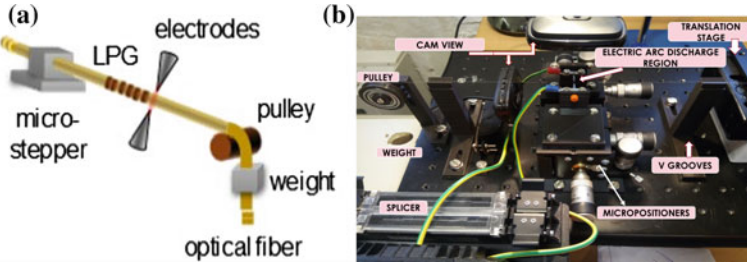 (a)
electrodes
LPG
micro-
stepper
pulley
weight
optical fiber
(b)
CAM VIEW
TRANSLATION
STAGE
ELECTRIC ARC DISCHARGE
REGION
PULLEY
WEIGHT
V GROOVES
SPLICER
MICROPOSITIONERS